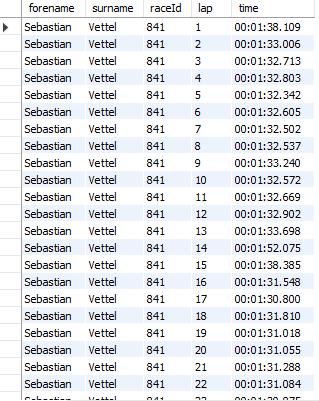 forename surname raceId lap time
Sebastian Vettel 841 1 00:01:38.109
Sebastian Vettel 841 2 00:01:33.006
Sebastian Vettel 841 3 00:01:32.713
Sebastian Vettel 841 4 00:01:32.803
Sebastian Vettel 841 5 00:01:32.342
Sebastian Vettel 841 6 00:01:32.605
Sebastian Vettel 841 7 00:01:32.502
Sebastian Vettel 841 8 00:01:32.537
Sebastian Vettel 841 9 00:01:33.240
Sebastian Vettel 841 10 00:01:32.572
Sebastian Vettel 841 11 00:01:32.669
Sebastian Vettel 841 12 00:01:32.902
Sebastian Vettel 841 13 00:01:33.698
Sebastian Vettel 841 14 00:01:52.075
Sebastian Vettel 841 15 00:01:38.385
Sebastian Vettel 841 16 00:01:31.548
Sebastian Vettel 841 17 00:01:30.800
Sebastian Vettel 841 18 00:01:31.810
Sebastian Vettel 841 19 00:01:31.018
Sebastian Vettel 841 20 00:01:31.055
Sebastian Vettel 841 21 00:01:31.288
Sebastian Vettel 841 22 00:01:31.084